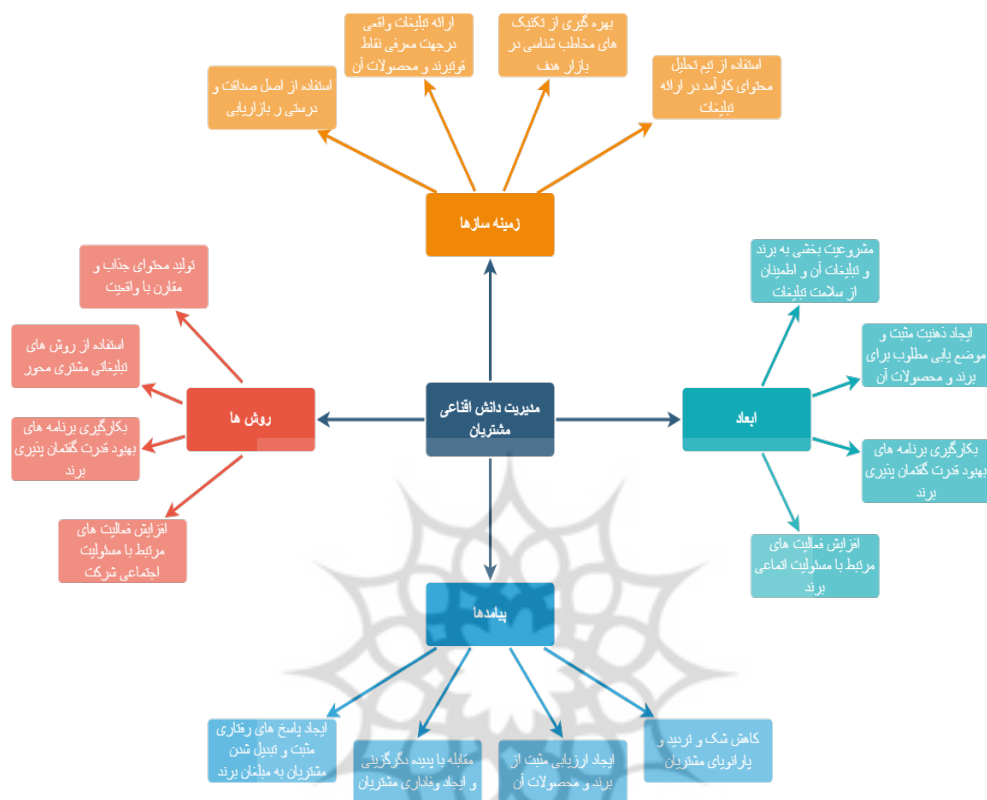 استفاده از تیم تحلیل
محتوای کارآمد در ارائه
تبلیغات
بهره گیری از تکنیک
های مخاطب شناسی در
بازار هدف
ارائه تبلیغات واقعی
درجهت معرفی نقاط
قوتبرند و محصولات آن
استفاده از اصل صداقت و
درستی ر بازاریابی
زمینه سازها
مشروعیت بخشی به برند
و تبلیغات آن و اطمینان
از سلامت تبلیغات
ایجاد ذهنیت مثبت و
موضع یابی مطلوب برای
برند و محصولات آن
ابعاد
بکارگیری برنامه های
بهبود قدرت گفتمان پذیری
برند
افزایش فعالیت های
مرتبط با مسئولیت اتماعی
برند
مدیریت دانش اقناعی
مشتریان
تولید محتوای جذاب و
مقارن با واقعیت
استفاده از روش های
تبلیغاتی مشتری محور
روش ها
بکارگیری برنامه های
بهبود قدرت گفتمان پذیری
برند
افزایش فعالیت های
مرتبط با مسئولیت
اجتماعی شرکت
پیامدها
کاهش شک و تردید و
پارانویای مشتریان
ایجاد ارزیابی مثبت از
برند و محصولات آن
مقابله با پدیده دگرگزینی
و ایجاد وفاداری مشتریان
ایجاد پاسخ های رفتاری
مثبت و تبدیل شدن
مشتریان به مبلغان برند